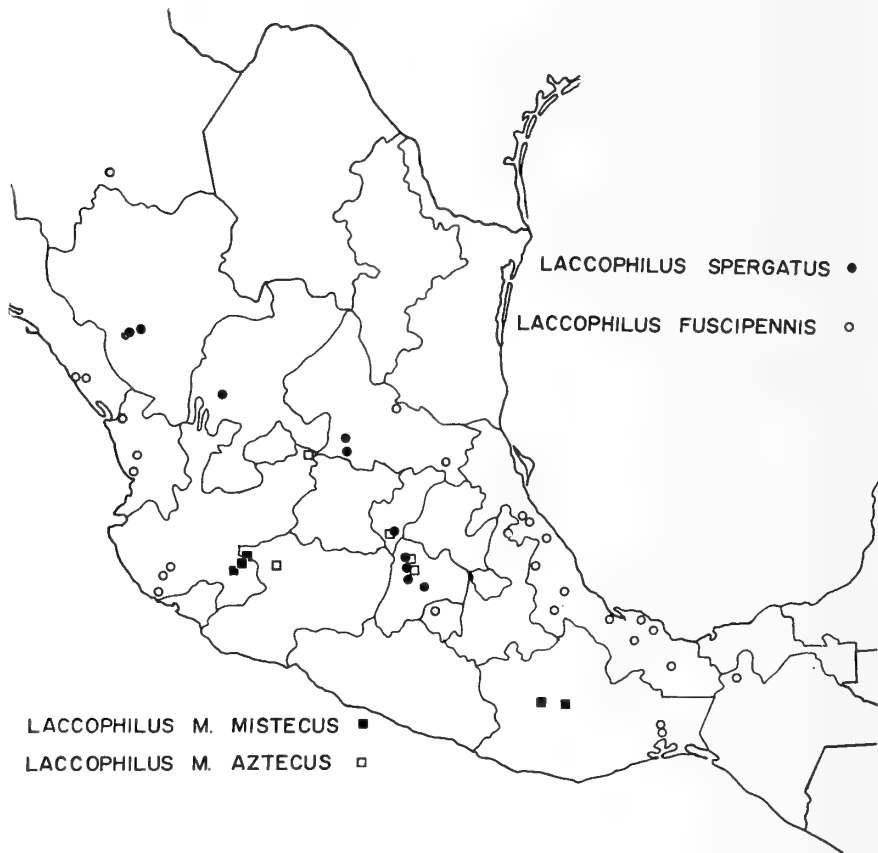 LACCOPHILUS SPERGATUS
LACCOPHILUS FUSCIPENNIS
LACCOPHILUS M. MISTECUS
LACCOPHILUS M. AZTECUS